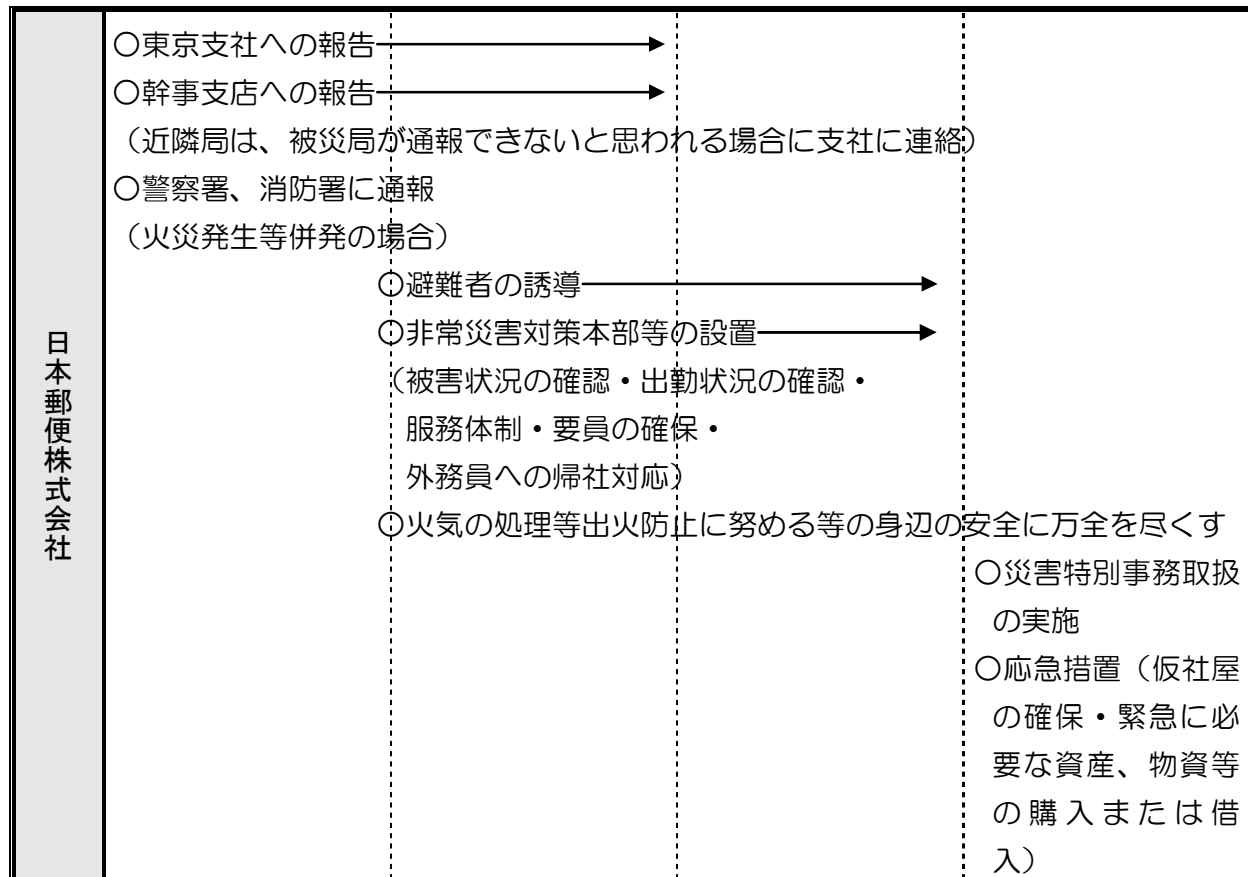 日本郵便株式会社
○東京支社への報告
○幹事支店への報告
（近隣局は、被災局が通報できないと思われる場合に支社に連絡）
○警察署、消防署に通報
（火災発生等併発の場合）
○避難者の誘導
○非常災害対策本部等の設置
（被害状況の確認・出勤状況の確認・
服務体制・要員の確保・
外務員への帰社対応）
○火気の処理等出火防止に努める等の身辺の安全に万全を尽くす
○災害特別事務取扱
の実施
○応急措置（仮社屋
の確保・緊急に必
要な資産、物資等
の購入または借
入）